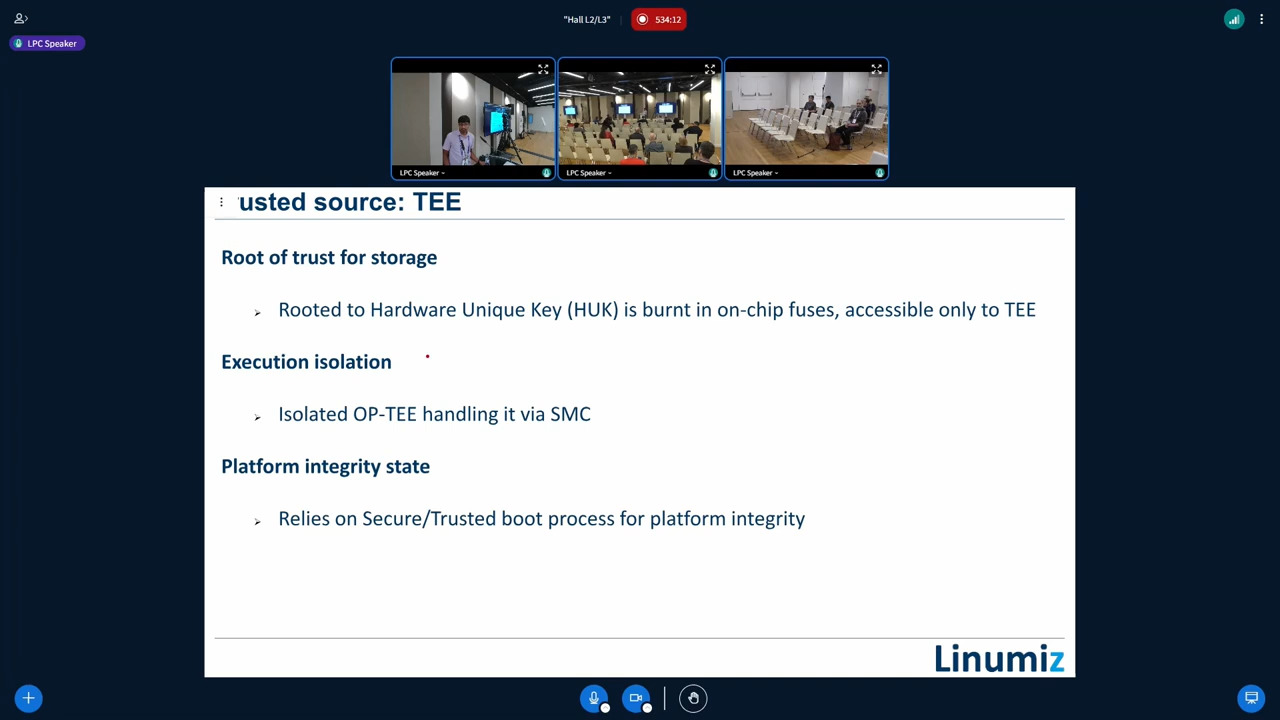 "Hall L2/L3"
534:12
LPC Speaker
LPC Speaker
LPC Speaker
LPC Speaker
usted source: TEE
Root of trust for storage
Rooted to Hardware Unique Key (HUK) is burnt in on-chip fuses, accessible only to TEE
Execution isolation
Isolated OP-TEE handling it via SMC
Platform integrity state
Relies on Secure/Trusted boot process for platform integrity
Linumiz